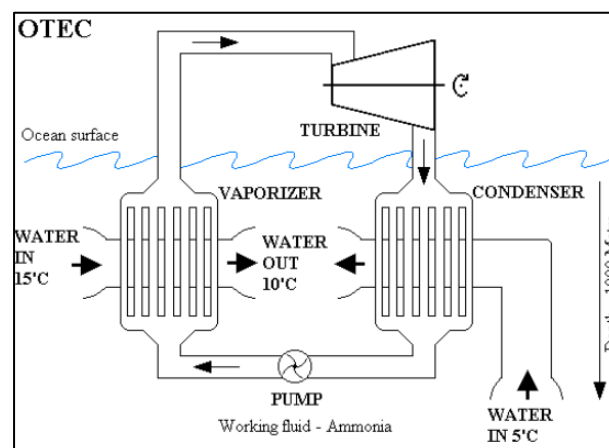 OTEC
Ocean surface
TURBINE
VAPORIZER
CONDENSER
WATER
IN
15'C
WATER
OUT
10'C
PUMP
Working fluid - Ammonia
WATER
IN 5'C